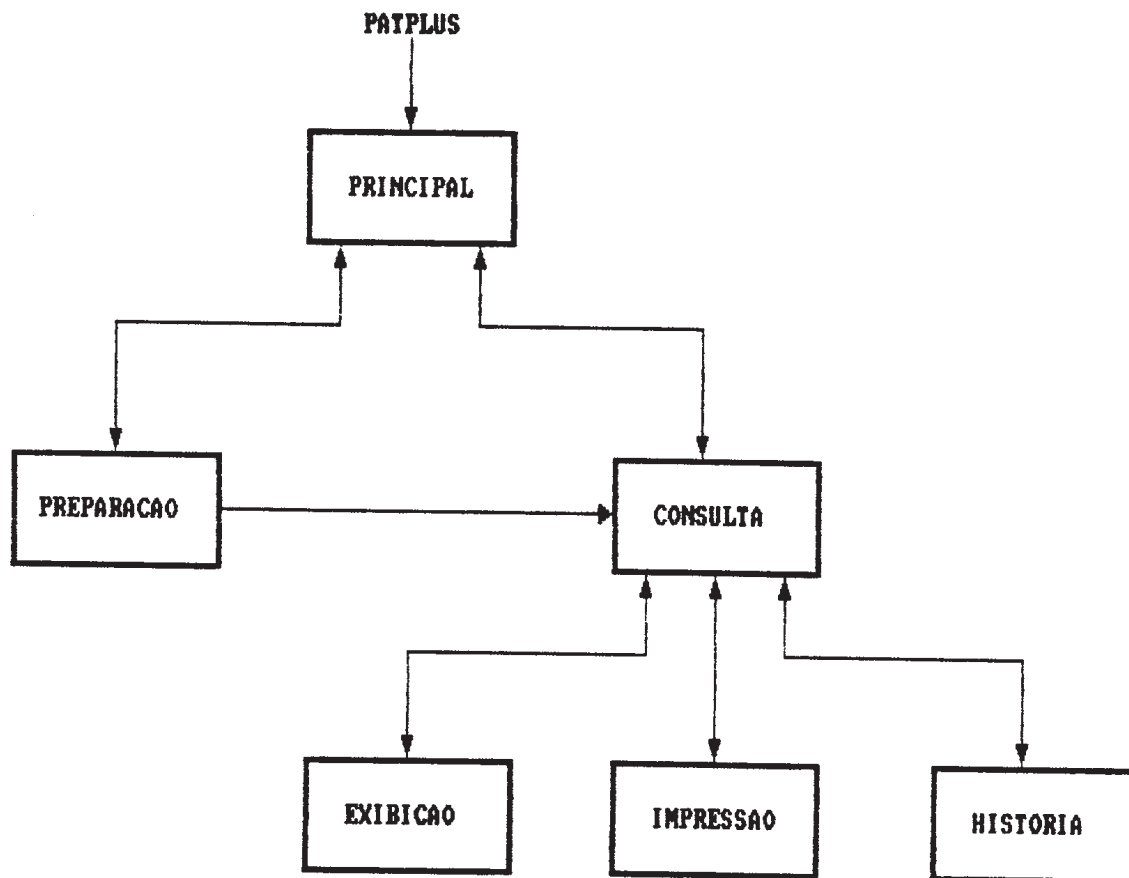 PATPLUS
PRINCIPAL
PREPARACAO
CONSULTA
EXIBICAO
IMPRESSAO
HISTORIA